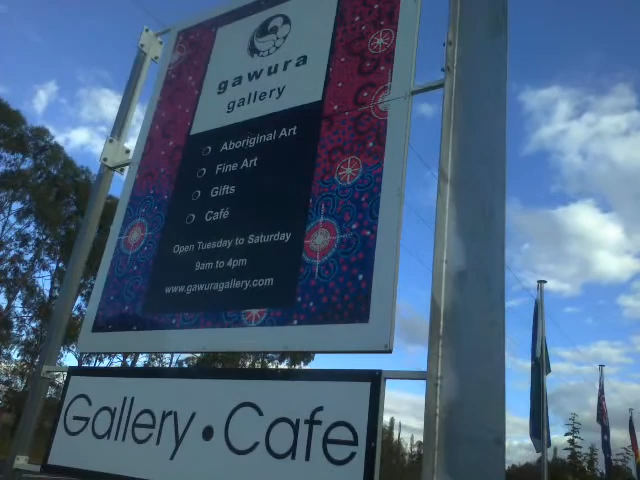 gawura
gallery
Aboriginal Art
Fine Art
Gifts
Café
Open Tuesday to Saturday
9am to 4pm
www.gawuragallery.com
Gallery • Cafe